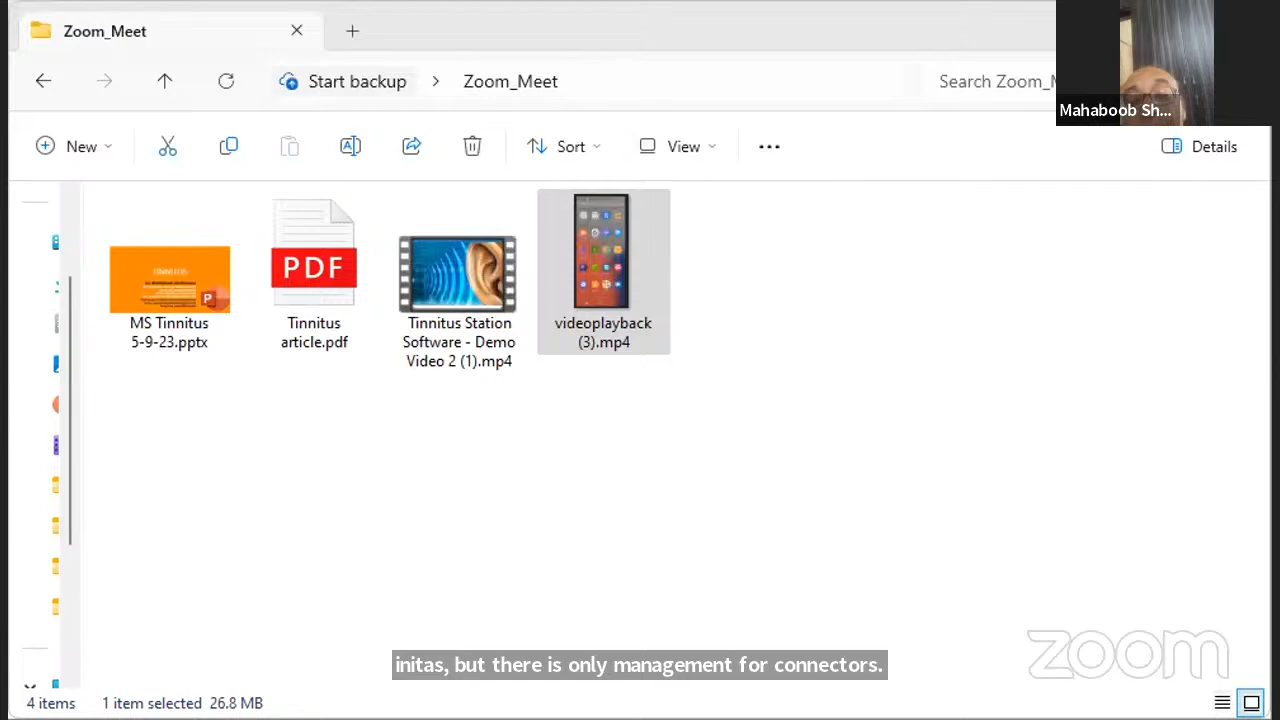 Zoom_Meet
Start backup
Zoom_Meet
Search Zoom_M
Mahaboob Sh...
New
Sort
View
Details
TINNITUS
P
MS Tinnitus
5-9-23.pptx
PDF
Tinnitus
article.pdf
Tinnitus Station
Software - Demo
Video 2 (1).mp4
videoplayback
(3).mp4
initas, but there is only management for connectors.
zoom
4 items
1 item selected 26.8 MB